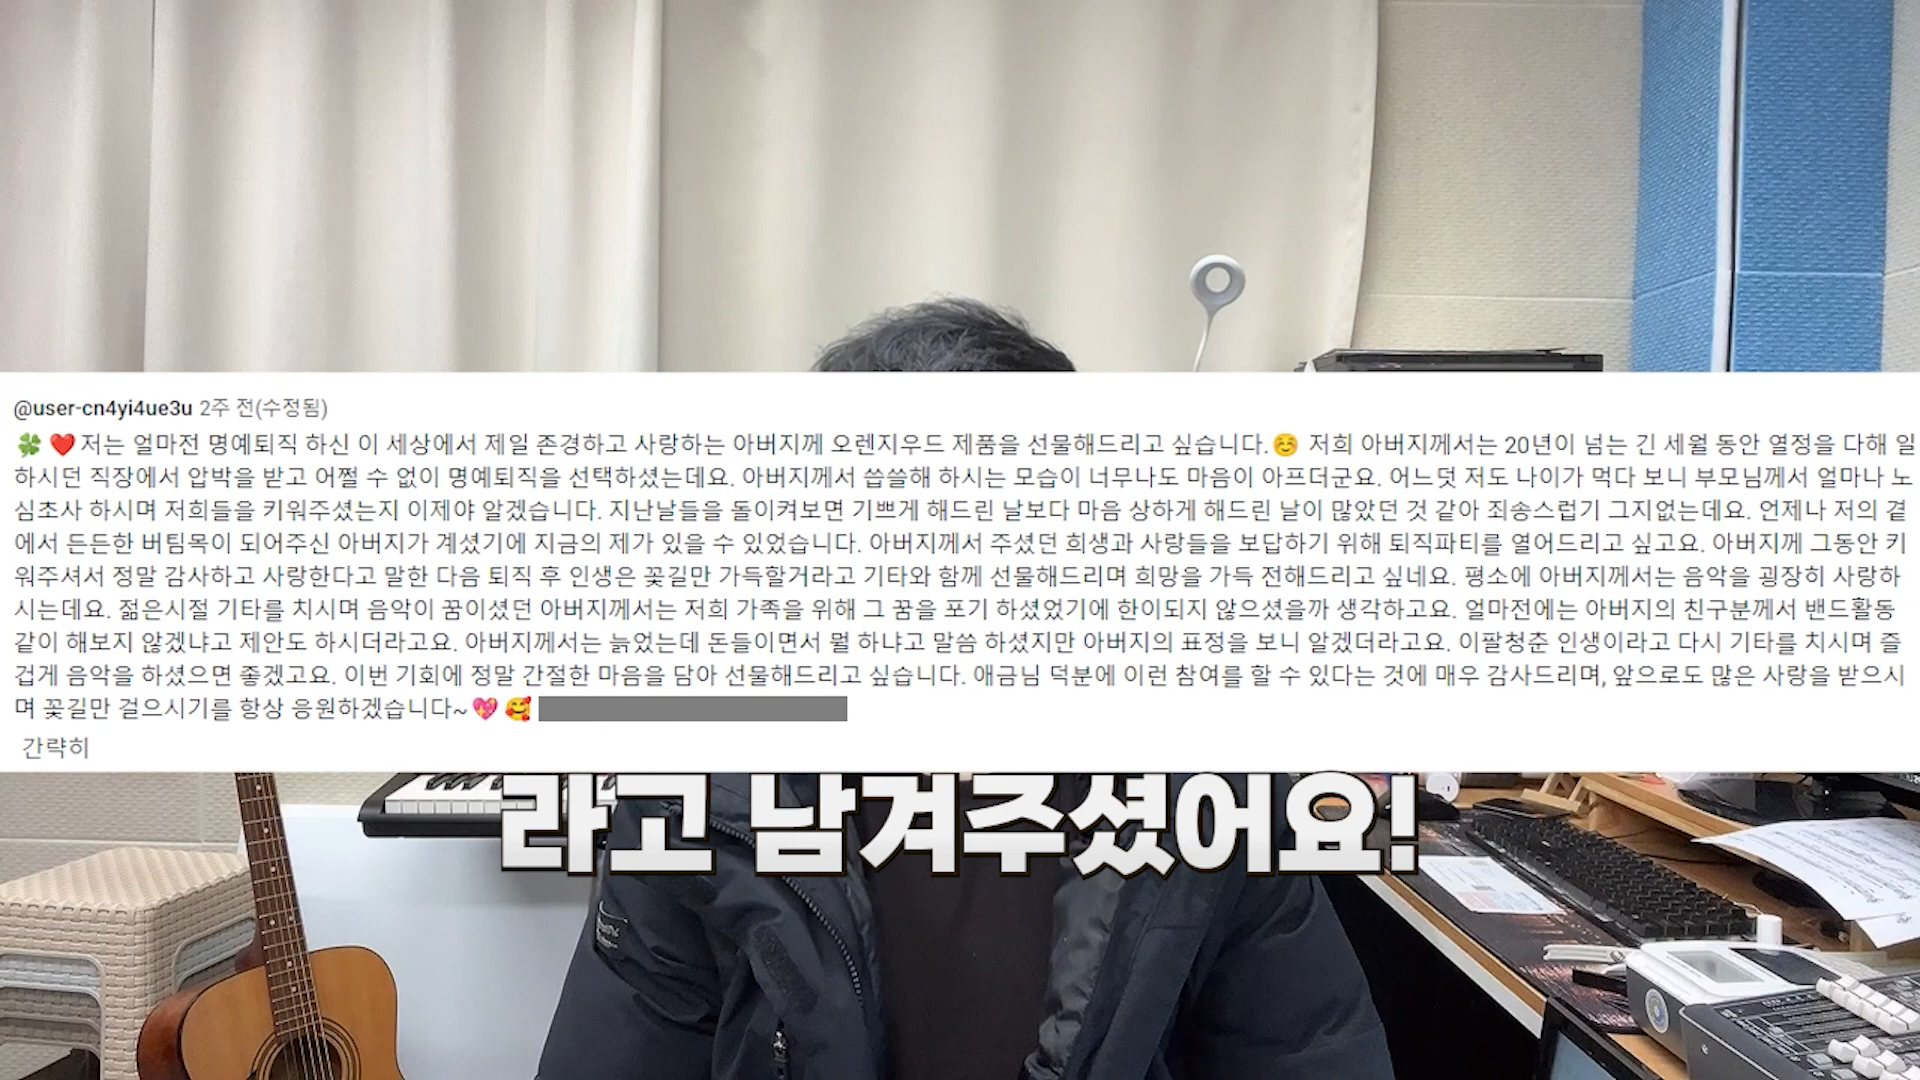 @user-cn4yi4ue3u 2주 전(수정됨)
🍀 ❤️저는 얼마전 명예퇴직 하신 이 세상에서 제일 존경하고 사랑하는 아버지께 오렌지우드 제품을 선물해드리고 싶습니다.☺️ 저희 아버지께서는 20년이 넘는 긴 세월 동안 열정을 다해 일
하시던 직장에서 압박을 받고 어쩔 수 없이 명예퇴직을 선택하셨는데요. 아버지께서 씁쓸해 하시는 모습이 너무나도 마음이 아프더군요. 어느덧 저도 나이가 먹다 보니 부모님께서 얼마나 노
심초사 하시며 저희들을 키워주셨는지 이제야 알겠습니다. 지난날들을 돌이켜보면 기쁘게 해드린 날보다 마음 상하게 해드린 날이 많았던 것 같아 죄송스럽기 그지없는데요. 언제나 저의 곁
에서 든든한 버팀목이 되어주신 아버지가 계셨기에 지금의 제가 있을 수 있었습니다. 아버지께서 주셨던 희생과 사랑들을 보답하기 위해 퇴직파티를 열어드리고 싶고요. 아버지께 그동안 키
워주셔서 정말 감사하고 사랑한다고 말한 다음 퇴직 후 인생은 꽃길만 가득할거라고 기타와 함께 선물해드리며 희망을 가득 전해드리고 싶네요. 평소에 아버지께서는 음악을 굉장히 사랑하
시는데요. 젊은시절 기타를 치시며 음악이 꿈이셨던 아버지께서는 저희 가족을 위해 그 꿈을 포기 하셨었기에 한이되지 않으셨을까 생각하고요. 얼마전에는 아버지의 친구분께서 밴드활동
같이 해보지 않겠냐고 제안도 하시더라고요. 아버지께서는 늙었는데 돈들이면서 뭘 하냐고 말씀 하셨지만 아버지의 표정을 보니 알겠더라고요. 이팔청춘 인생이라고 다시 기타를 치시며 즐
겁게 음악을 하셨으면 좋겠고요. 이번 기회에 정말 간절한 마음을 담아 선물해드리고 싶습니다. 애금님 덕분에 이런 참여를 할 수 있다는 것에 매우 감사드리며, 앞으로도 많은 사랑을 받으시
며 꽃길만 걸으시기를 항상 응원하겠습니다~💖 🥰
간략히
라고 남겨주셨어요!